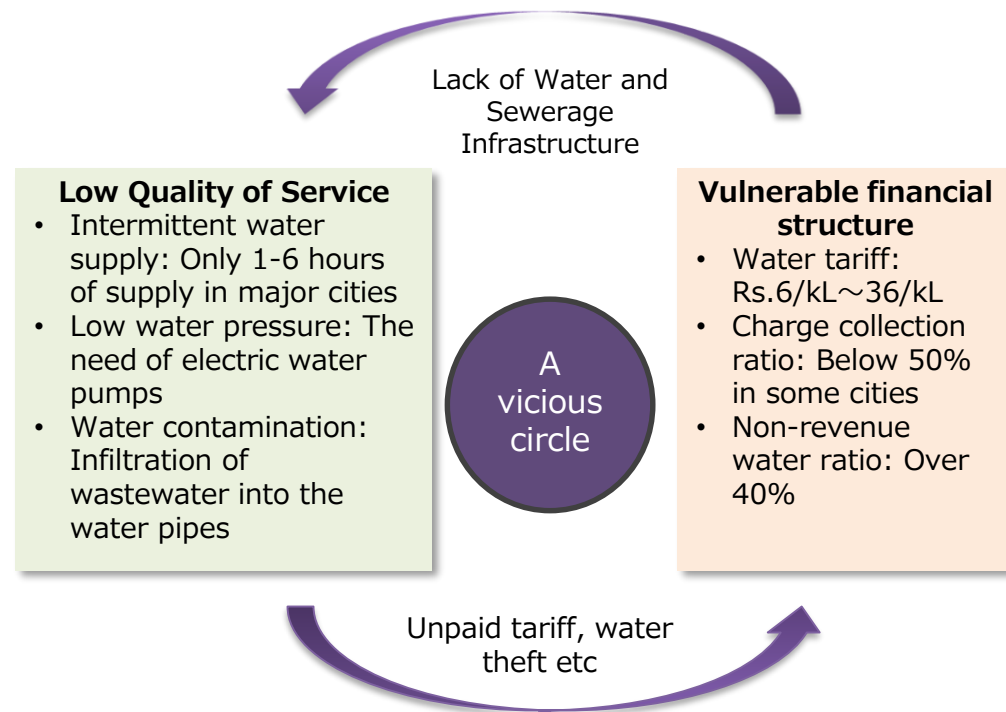 Lack of Water and
Sewerage
Infrastructure
Low Quality of Service
• Intermittent water
supply: Only 1-6 hours
of supply in major cities
• Low water pressure: The
need of electric water
pumps
• Water contamination:
Infiltration of
wastewater into the
water pipes
A
vicious
circle
Vulnerable financial
structure
• Water tariff:
Rs.6/kL～36/kL
• Charge collection
ratio: Below 50%
in some cities
• Non-revenue
water ratio: Over
40%
Unpaid tariff, water
theft etc